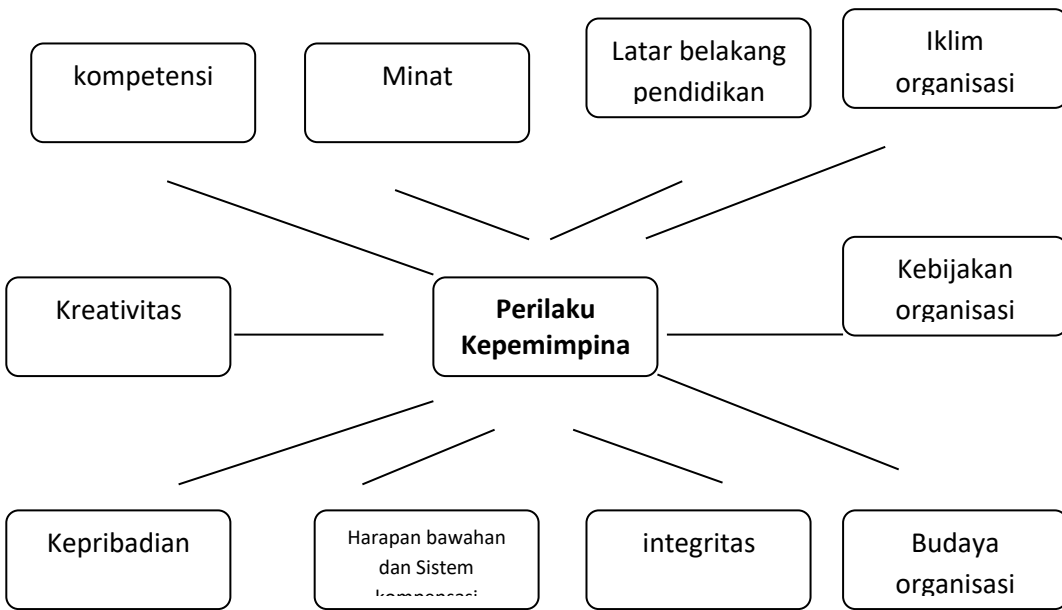 kompetensi
Minat
Latar belakang
pendidikan
Iklim
organisasi
Kreativitas
Perilaku
Kepemimpina
Kebijakan
organisasi
Kepribadian
Harapan bawahan
dan Sistem
kompensasi
integritas
Budaya
organisasi